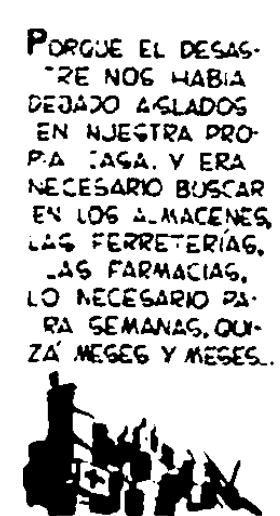 PORQUE EL DESAS-
TRE NOS HABIA
DEJADO AISLADOS
EN NUESTRA PRO-
PIA CASA. Y ERA
NECESARIO BUSCAR
EN LOS ALMACENES,
LAS FERRETERÍAS,
LAS FARMACIAS,
LO NECESARIO PA-
RA SEMANAS, QUI-
ZÁ MESES Y MESES...